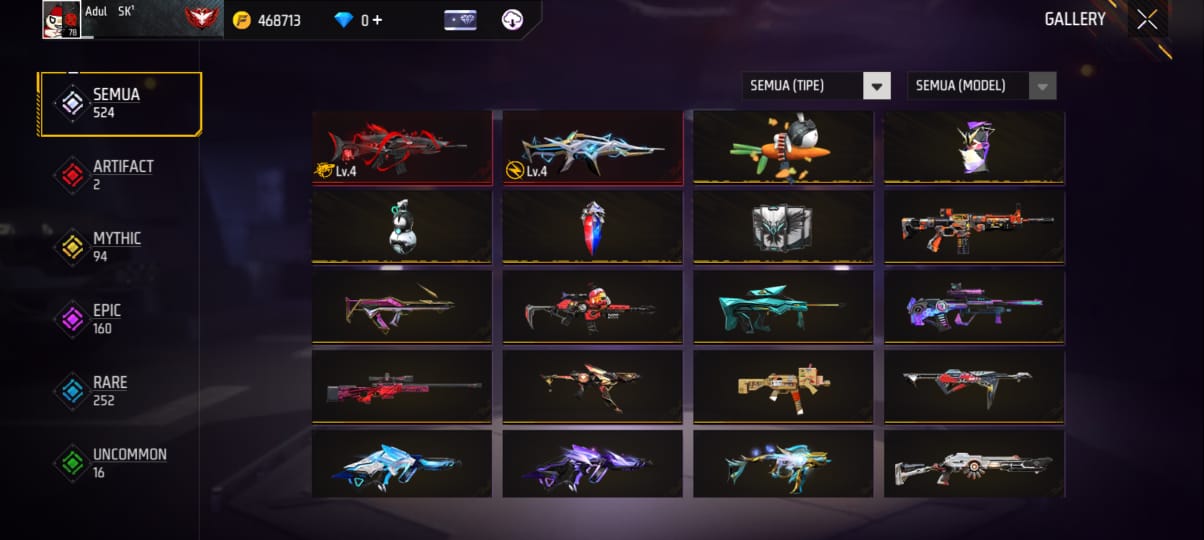 Adul SK¹
78
468713
0 +
GALLERY
SEMUA
524
SEMUA (TIPE)
SEMUA (MODEL)
ARTIFACT
2
Lv.4
Lv.4
MYTHIC
94
EPIC
160
RARE
252
UNCOMMON
16